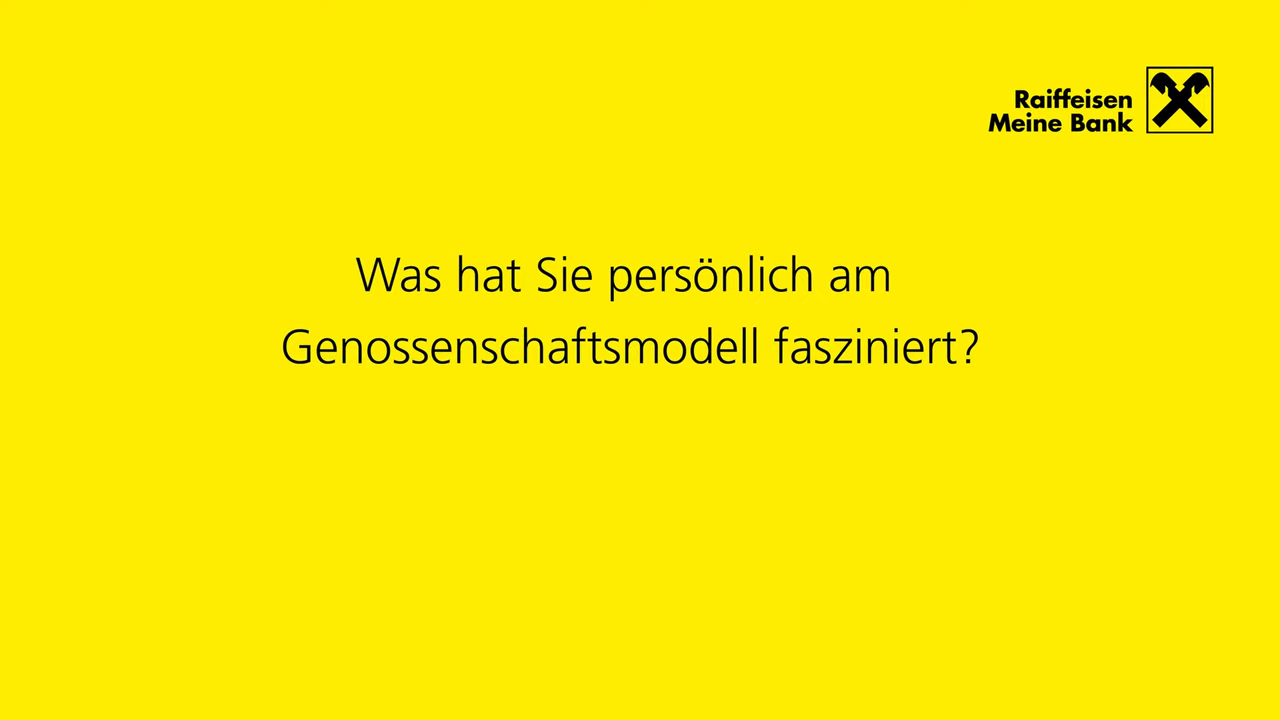 Raiffeisen
Meine Bank
Was hat Sie persönlich am
Genossenschaftsmodell fasziniert?